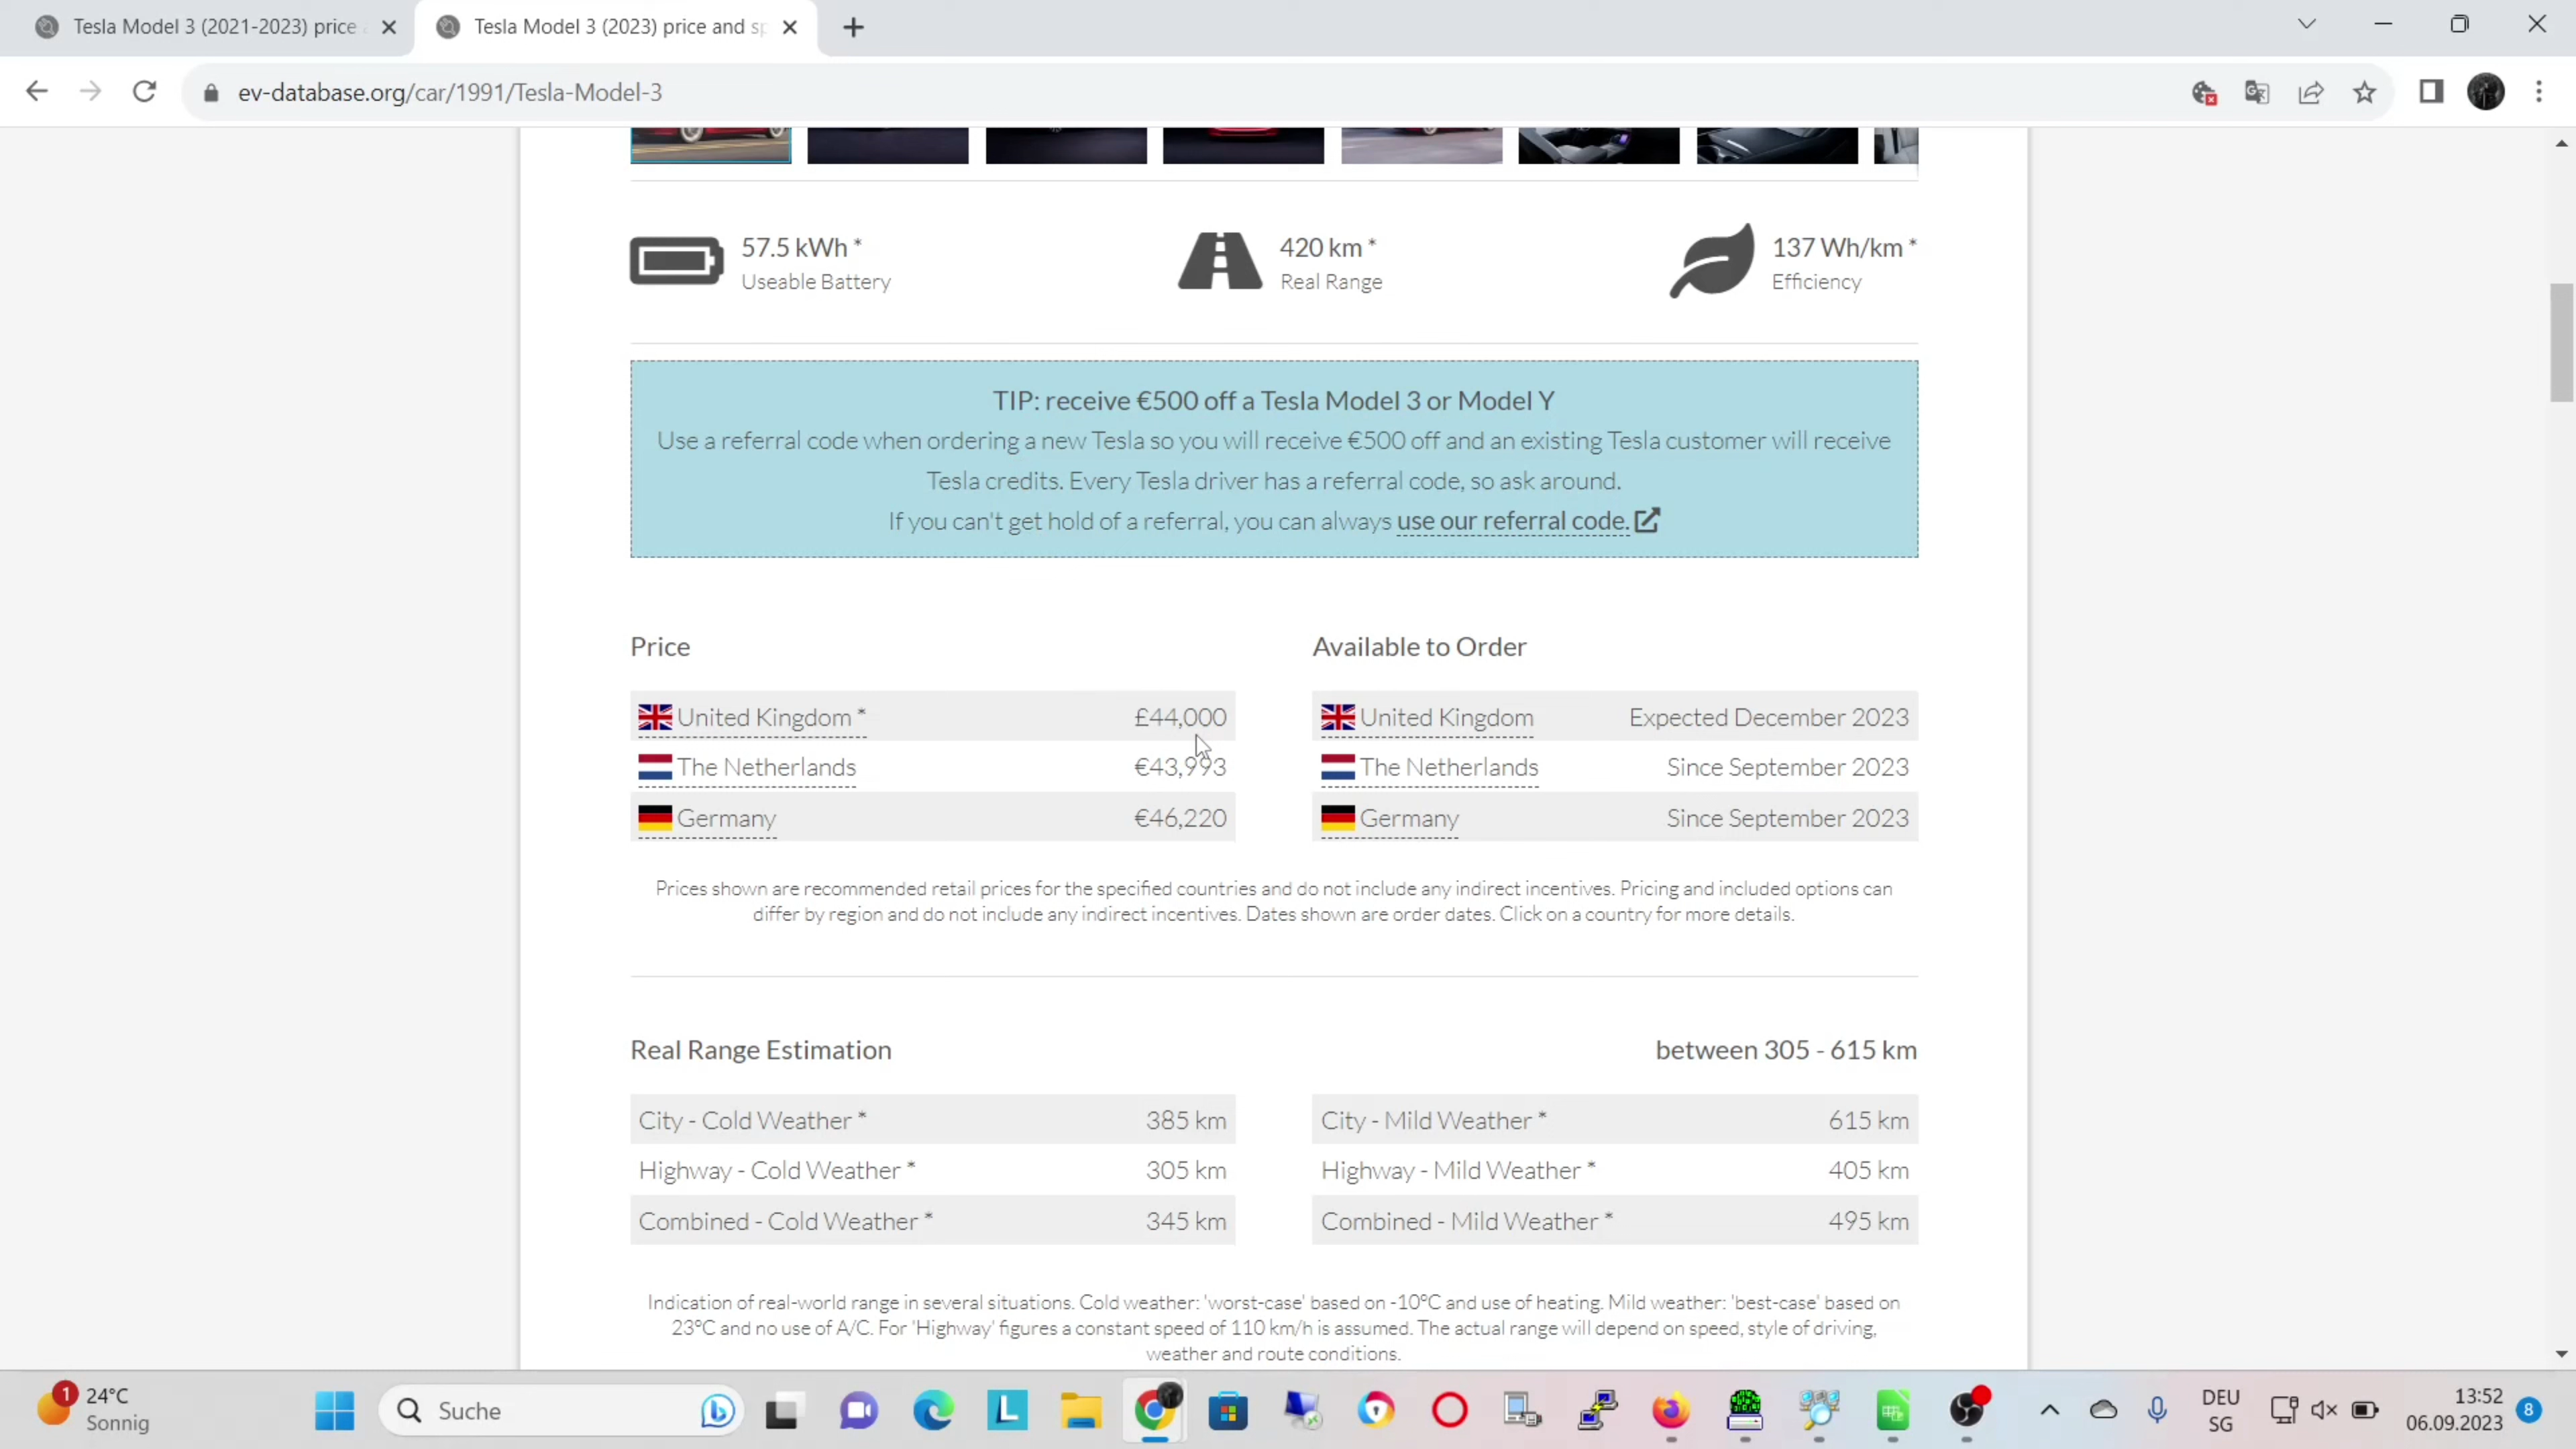 Tesla Model 3 (2021-2023) price
Tesla Model 3 (2023) price and sp
ev-database.org/car/1991/Tesla-Model-3
57.5 kWh *
Useable Battery
420 km *
Real Range
137 Wh/km *
Efficiency
TIP: receive €500 off a Tesla Model 3 or Model Y
Use a referral code when ordering a new Tesla so you will receive €500 off and an existing Tesla customer will receive
Tesla credits. Every Tesla driver has a referral code, so ask around.
If you can't get hold of a referral, you can always use our referral code.
Price
United Kingdom * £44,000
The Netherlands €43,993
Germany €46,220
Available to Order
United Kingdom Expected December 2023
The Netherlands Since September 2023
Germany Since September 2023
Prices shown are recommended retail prices for the specified countries and do not include any indirect incentives. Pricing and included options can
differ by region and do not include any indirect incentives. Dates shown are order dates. Click on a country for more details.
Real Range Estimation
between 305 - 615 km
City - Cold Weather * 385 km
Highway - Cold Weather * 305 km
Combined - Cold Weather * 345 km
City - Mild Weather * 615 km
Highway - Mild Weather * 405 km
Combined - Mild Weather * 495 km
Indication of real-world range in several situations. Cold weather: 'worst-case' based on -10°C and use of heating. Mild weather: 'best-case' based on
23°C and no use of A/C. For 'Highway' figures a constant speed of 110 km/h is assumed. The actual range will depend on speed, style of driving,
weather and route conditions.
1
24°C
Sonnig
Suche
L
DEU
SG
13:52
06.09.2023
8